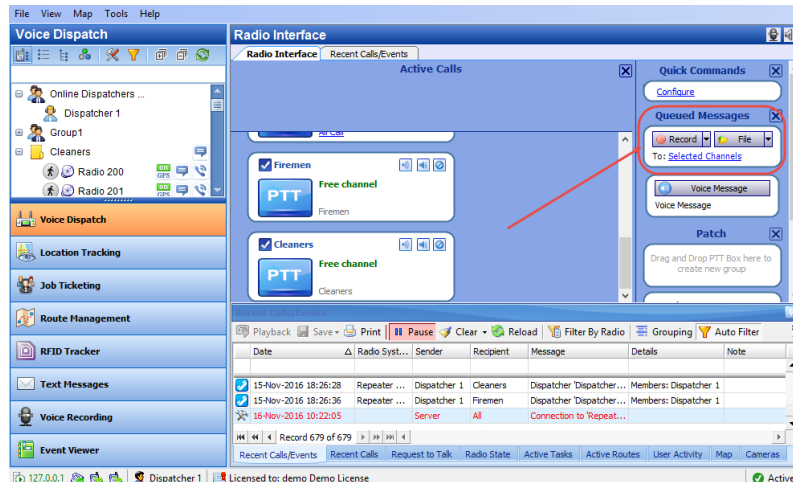 File View Map Tools Help
Voice Dispatch
Radio Interface
Radio Interface Recent Calls/Events
Active Calls
Quick Commands
Configure
Queued Messages
Record File
To: Selected Channels
Voice Message
Voice Message
Patch
Drag and Drop PTT Box here to
create new group
Online Dispatchers ...
Dispatcher 1
Group1
Cleaners
Radio 200 on GPS
Radio 201 on GPS
Voice Dispatch
Location Tracking
Job Ticketing
Route Management
RFID Tracker
Text Messages
Voice Recording
Event Viewer
All Call
Firemen
PTT
Free channel
Firemen
Cleaners
PTT
Free channel
Cleaners
Recent Calls/Events
Playback Save Print Pause Clear Reload Filter By Radio Grouping Auto Filter
Date Radio Syst... Sender Recipient Message Details Note
15-Nov-2016 18:26:28 Repeater ... Dispatcher 1 Cleaners Dispatcher 'Dispatcher... Members: Dispatcher 1
15-Nov-2016 18:26:36 Repeater ... Dispatcher 1 Firemen Dispatcher 'Dispatcher... Members: Dispatcher 1
16-Nov-2016 10:22:05 Server All Connection to 'Repeat...
Record 679 of 679
Recent Calls/Events Recent Calls Request to Talk Radio State Active Tasks Active Routes User Activity Map Cameras
127.0.0.1 Dispatcher 1 Licensed to: demo Demo License Active